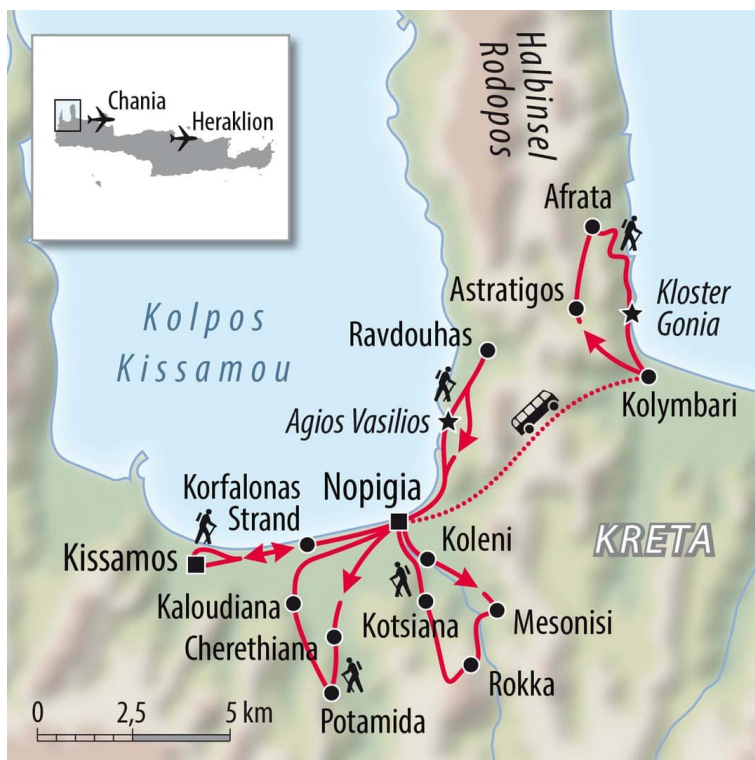 Chania
Heraklion
Halbinsel
Rodopos
Afrata
Kolpos
Kissamou
Astratigos
Kloster
Gonia
Ravdouhas
Kolymbari
Agios Vasilios
Korfalonas
Strand
Nopigia
Kissamos
Koleni
KRETA
Kaloudiana
Kotsiana
Mesonisi
Cherethiana
Rokka
Potamida
0 2,5 5 km